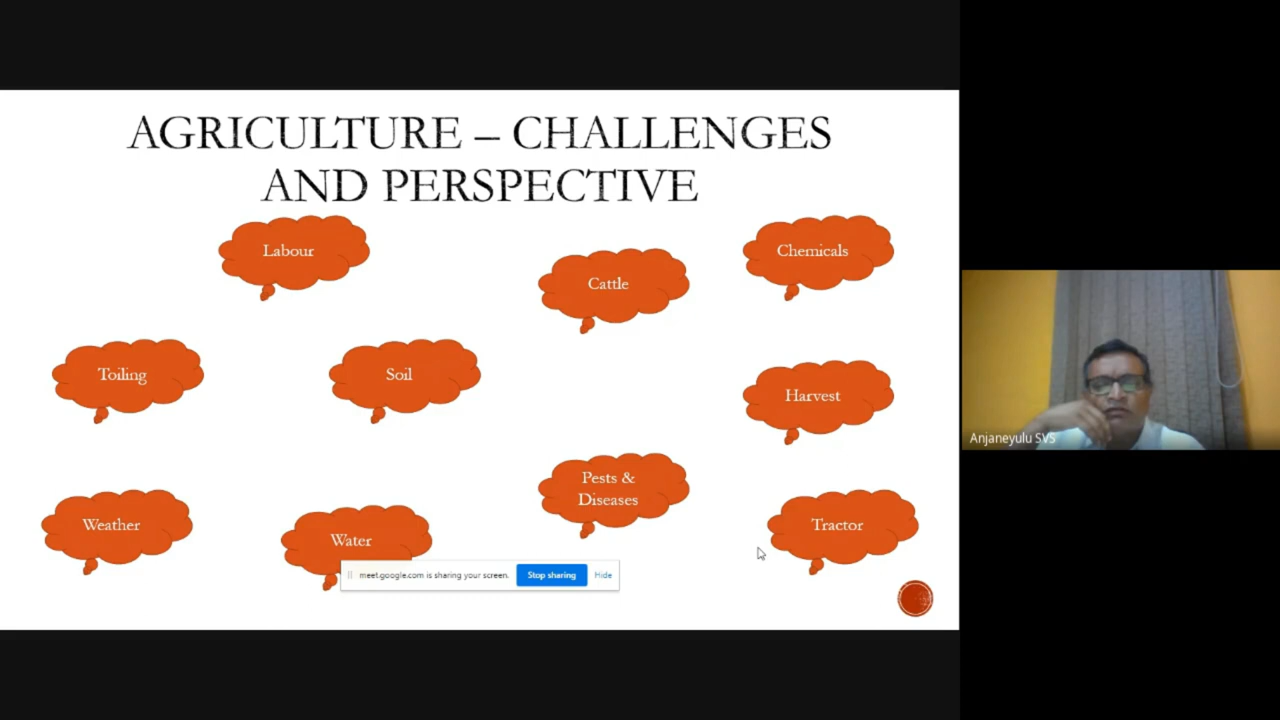 AGRICULTURE – CHALLENGES
AND PERSPECTIVE
Labour
Cattle
Chemicals
Toiling
Soil
Harvest
Pests &
Diseases
Weather
Water
Tractor
meet.google.com is sharing your screen.
Stop sharing
Hide
Anjaneyulu SVS